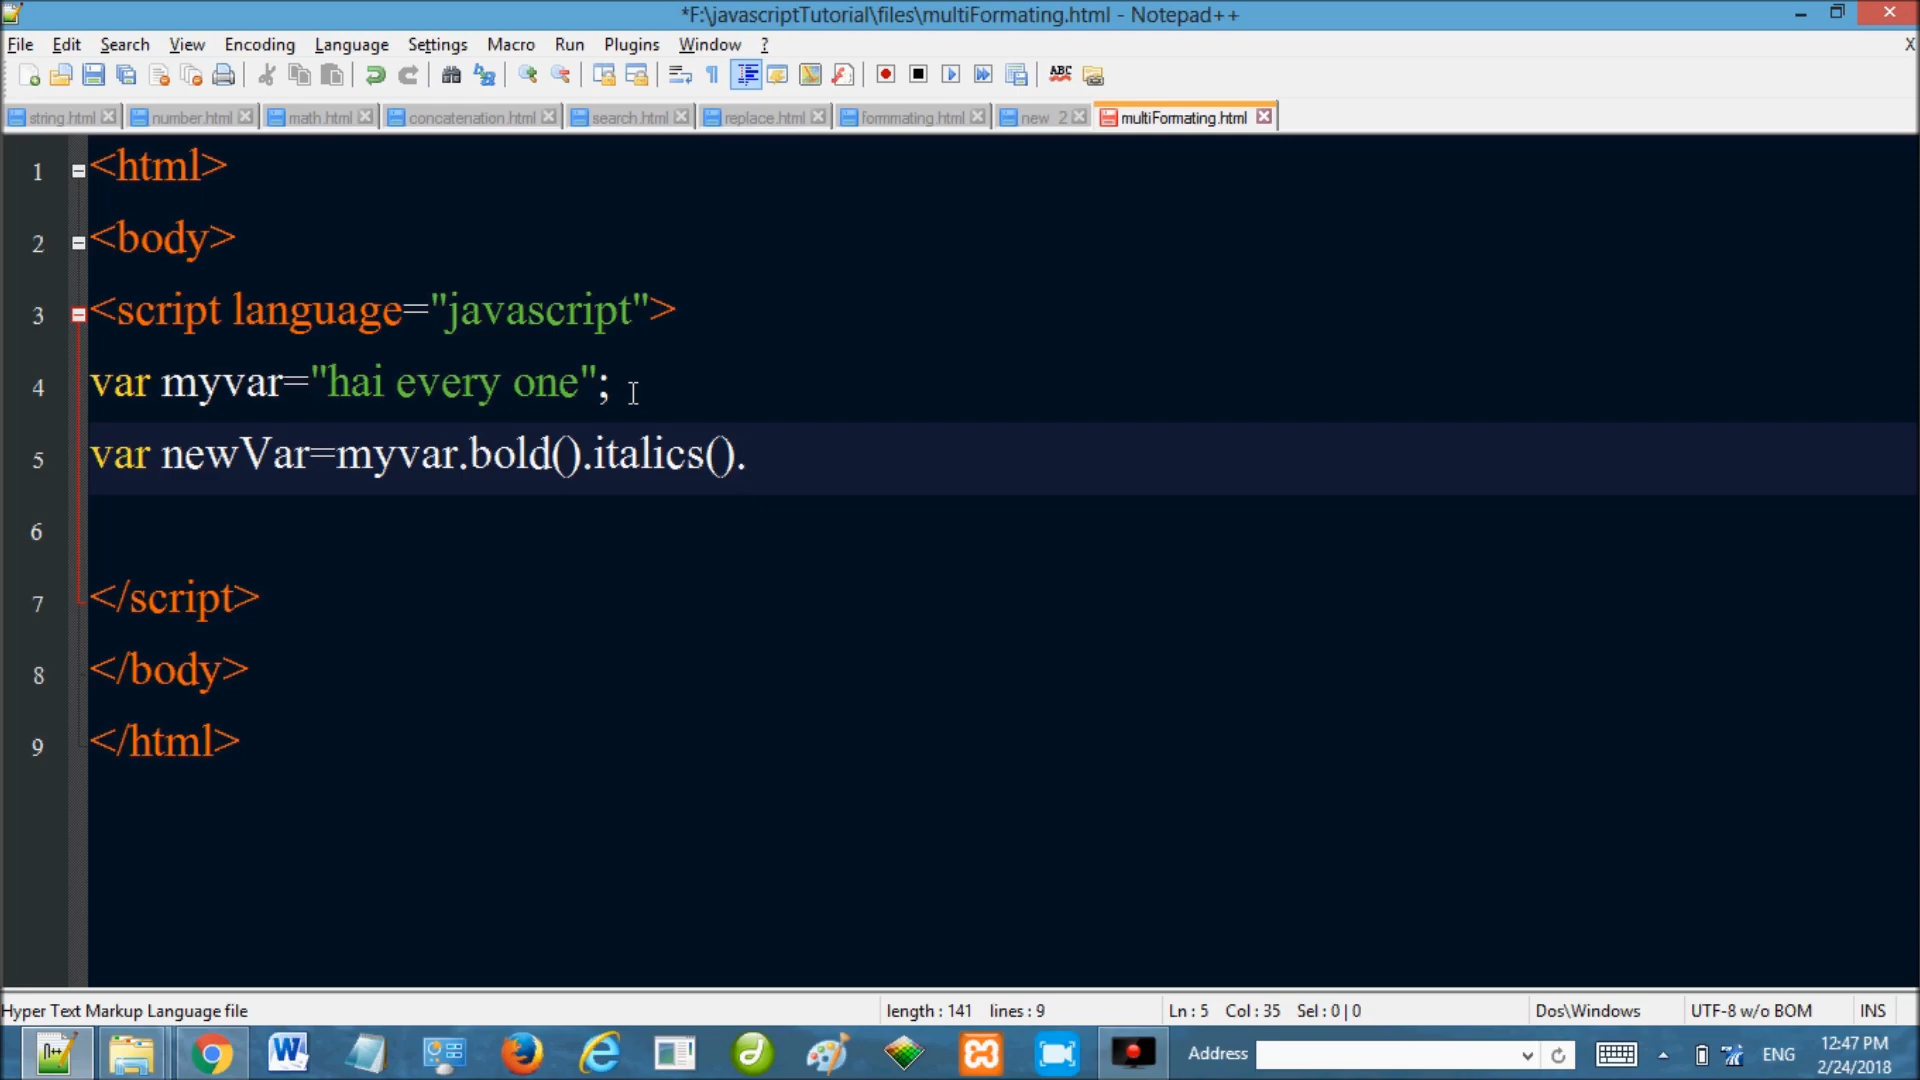 *F:\javascriptTutorial\files\multiFormating.html - Notepad++
File Edit Search View Encoding Language Settings Macro Run Plugins Window ? X
ABC
string.html number.html math.html concatenation.html search.html replace.html formmating.html new 2 multiFormating.html
1 <html>
2 <body>
3 <script language="javascript">
4 var myvar="hai every one";
5 var newVar=myvar.bold().italics().
6
7 </script>
8 </body>
9 </html>
Hyper Text Markup Language file length : 141 lines : 9 Ln : 5 Col : 35 Sel : 0 | 0 Dos\Windows UTF-8 w/o BOM INS
Address ENG 12:47 PM
2/24/2018